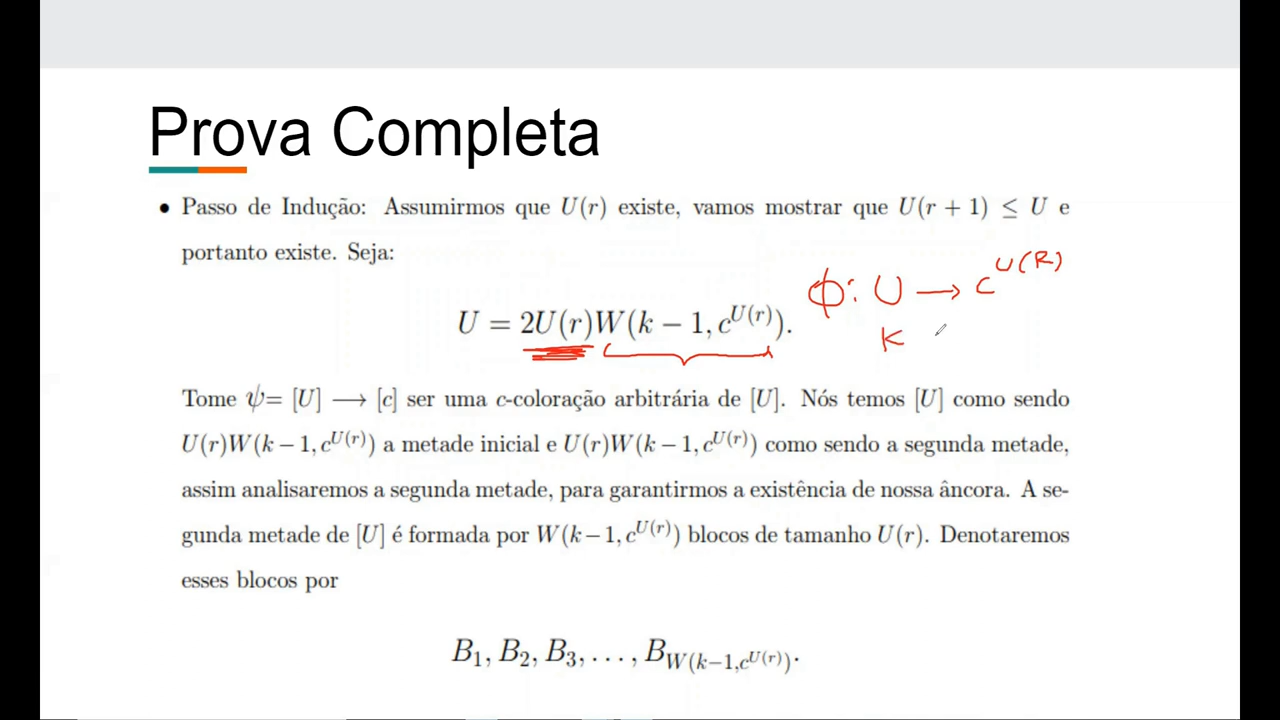 Prova Completa
• Passo de Indução: Assumirmos que U(r) existe, vamos mostrar que U(r + 1) ≤ U e
portanto existe. Seja:
ϕ: U → c^{U(R)}
U = 2U(r)W(k − 1, c^{U(r)}).
K
Tome ψ= [U] ⟶ [c] ser uma c-coloração arbitrária de [U]. Nós temos [U] como sendo
U(r)W(k − 1, c^{U(r)}) a metade inicial e U(r)W(k − 1, c^{U(r)}) como sendo a segunda metade,
assim analisaremos a segunda metade, para garantirmos a existência de nossa âncora. A se-
gunda metade de [U] é formada por W(k − 1, c^{U(r)}) blocos de tamanho U(r). Denotaremos
esses blocos por
B_1, B_2, B_3, . . . , B_{W(k−1,c^{U(r)})}.